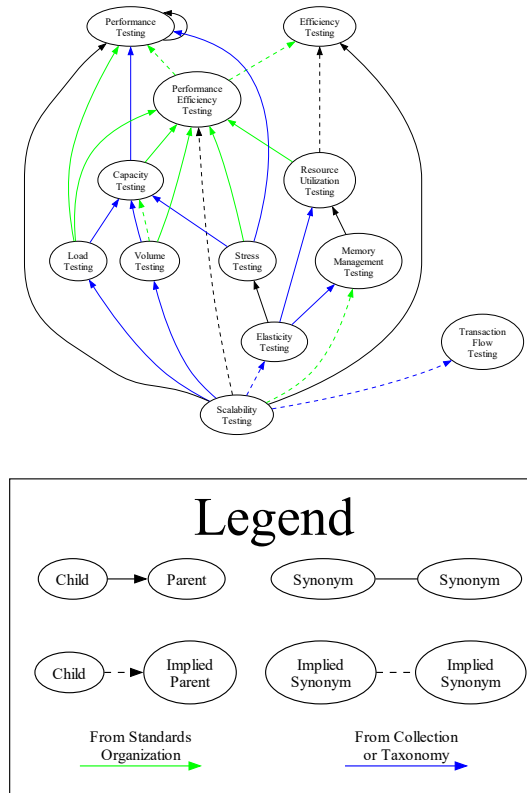 Performance
Testing
Efficiency
Testing
Performance
Efficiency
Testing
Capacity
Testing
Resource
Utilization
Testing
Load
Testing
Volume
Testing
Stress
Testing
Memory
Management
Testing
Elasticity
Testing
Transaction
Flow
Testing
Scalability
Testing
Legend
Child
Parent
Synonym
Synonym
Child
Implied
Parent
Implied
Synonym
Implied
Synonym
From Standards
Organization
From Collection
or Taxonomy